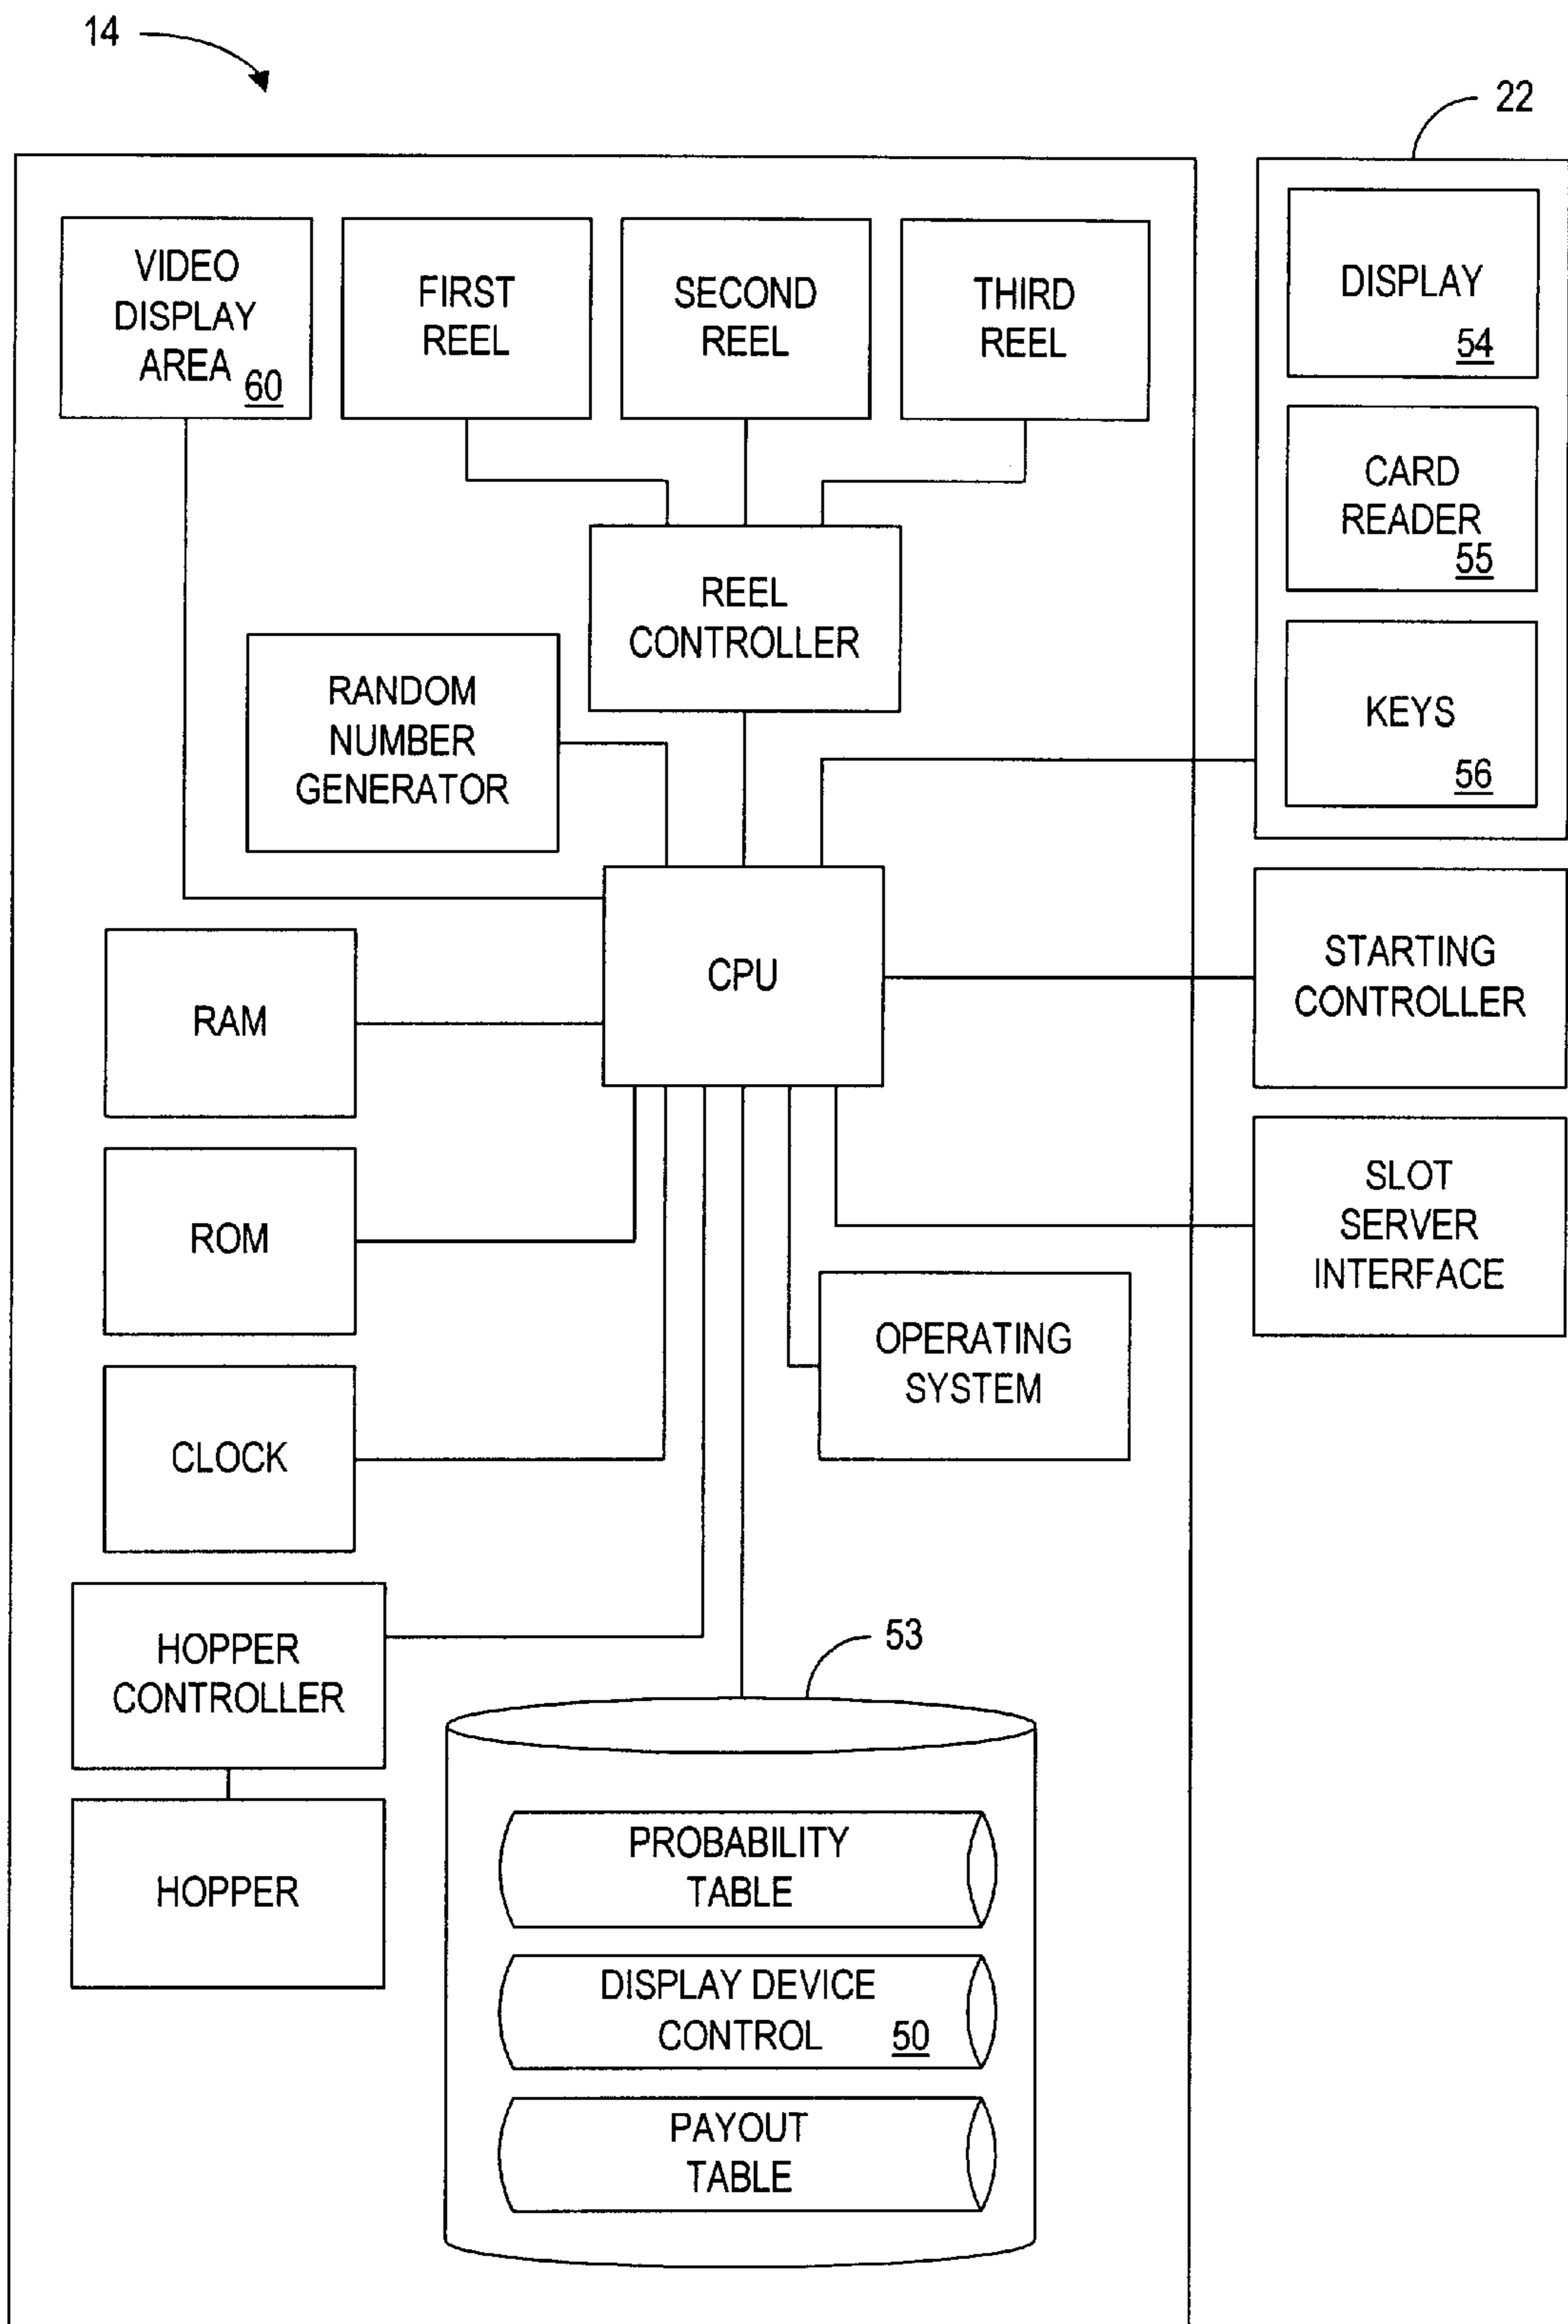 14
22
VIDEO
DISPLAY
AREA 60
FIRST
REEL
SECOND
REEL
THIRD
REEL
DISPLAY
54
CARD
READER
55
KEYS
56
REEL
CONTROLLER
RANDOM
NUMBER
GENERATOR
CPU
STARTING
CONTROLLER
RAM
SLOT
SERVER
INTERFACE
ROM
OPERATING
SYSTEM
CLOCK
HOPPER
CONTROLLER
53
HOPPER
PROBABILITY
TABLE
DISPLAY DEVICE
CONTROL 50
PAYOUT
TABLE